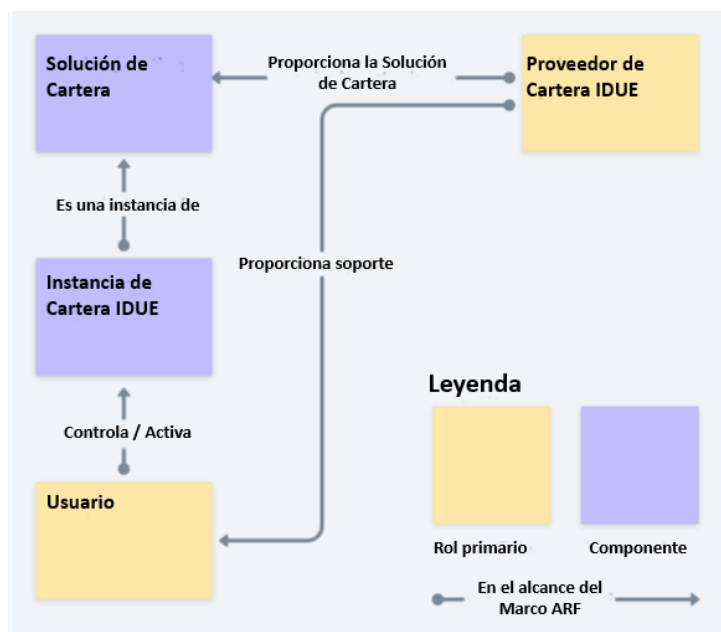 Solución de
Cartera
Proporciona la Solución
de Cartera
Proveedor de
Cartera IDUE
Es una instancia de
Proporciona soporte
Instancia de
Cartera IDUE
Controla / Activa
Usuario
Leyenda
Rol primario
Componente
En el alcance del
Marco ARF